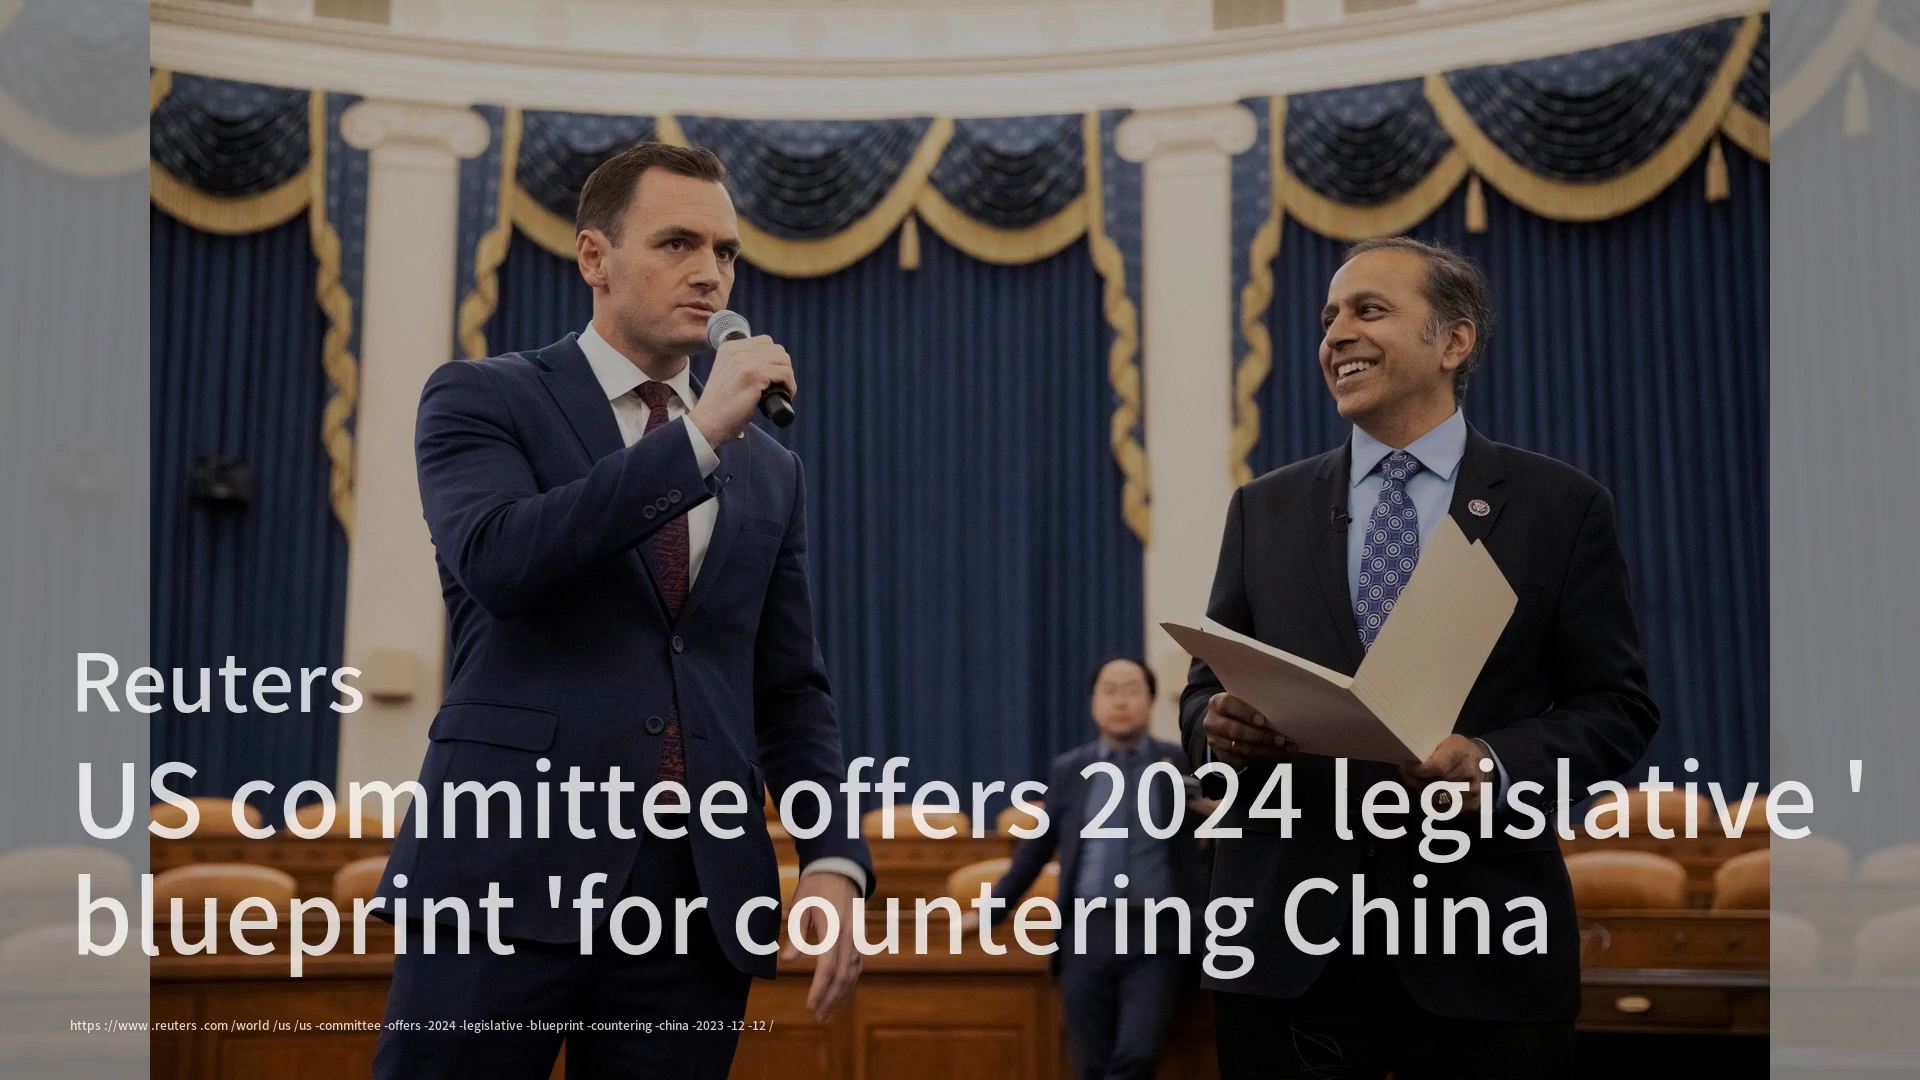 Reuters
US committee offers 2024 legislative '
blueprint 'for countering China
https ://www .reuters .com /world /us /us -committee -offers -2024 -legislative -blueprint -countering -china -2023 -12 -12 /